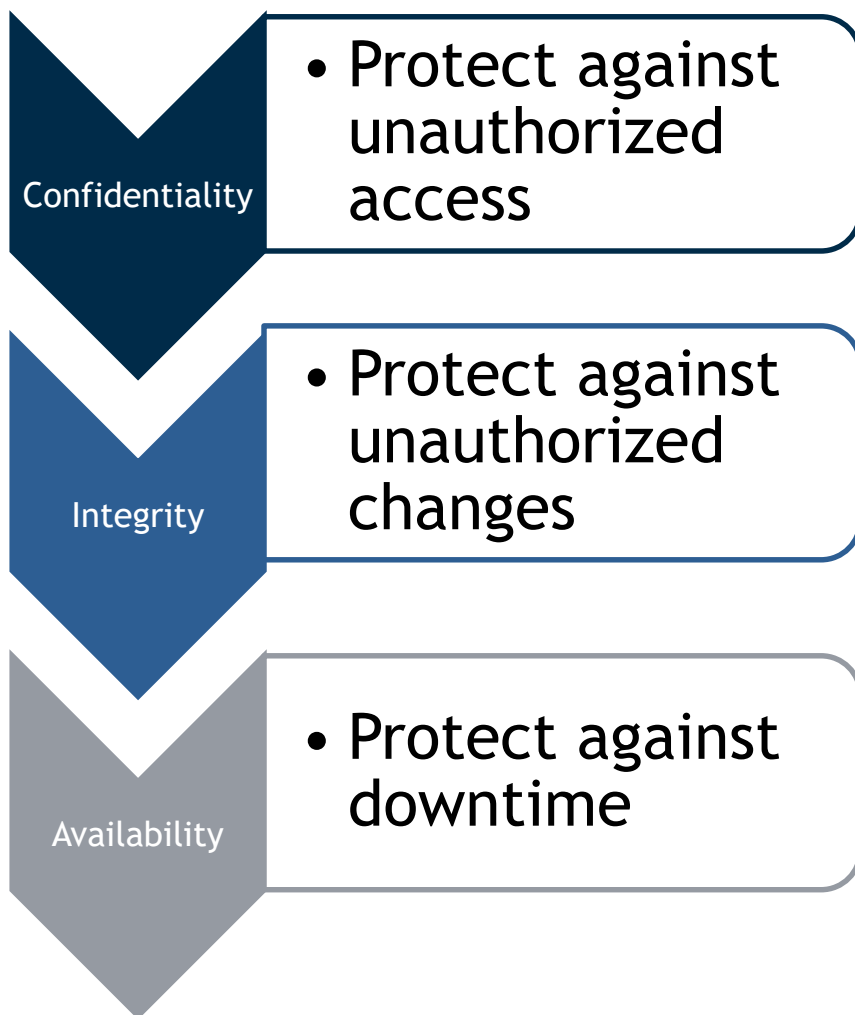 Confidentiality
• Protect against
unauthorized
access
Integrity
• Protect against
unauthorized
changes
Availability
• Protect against
downtime